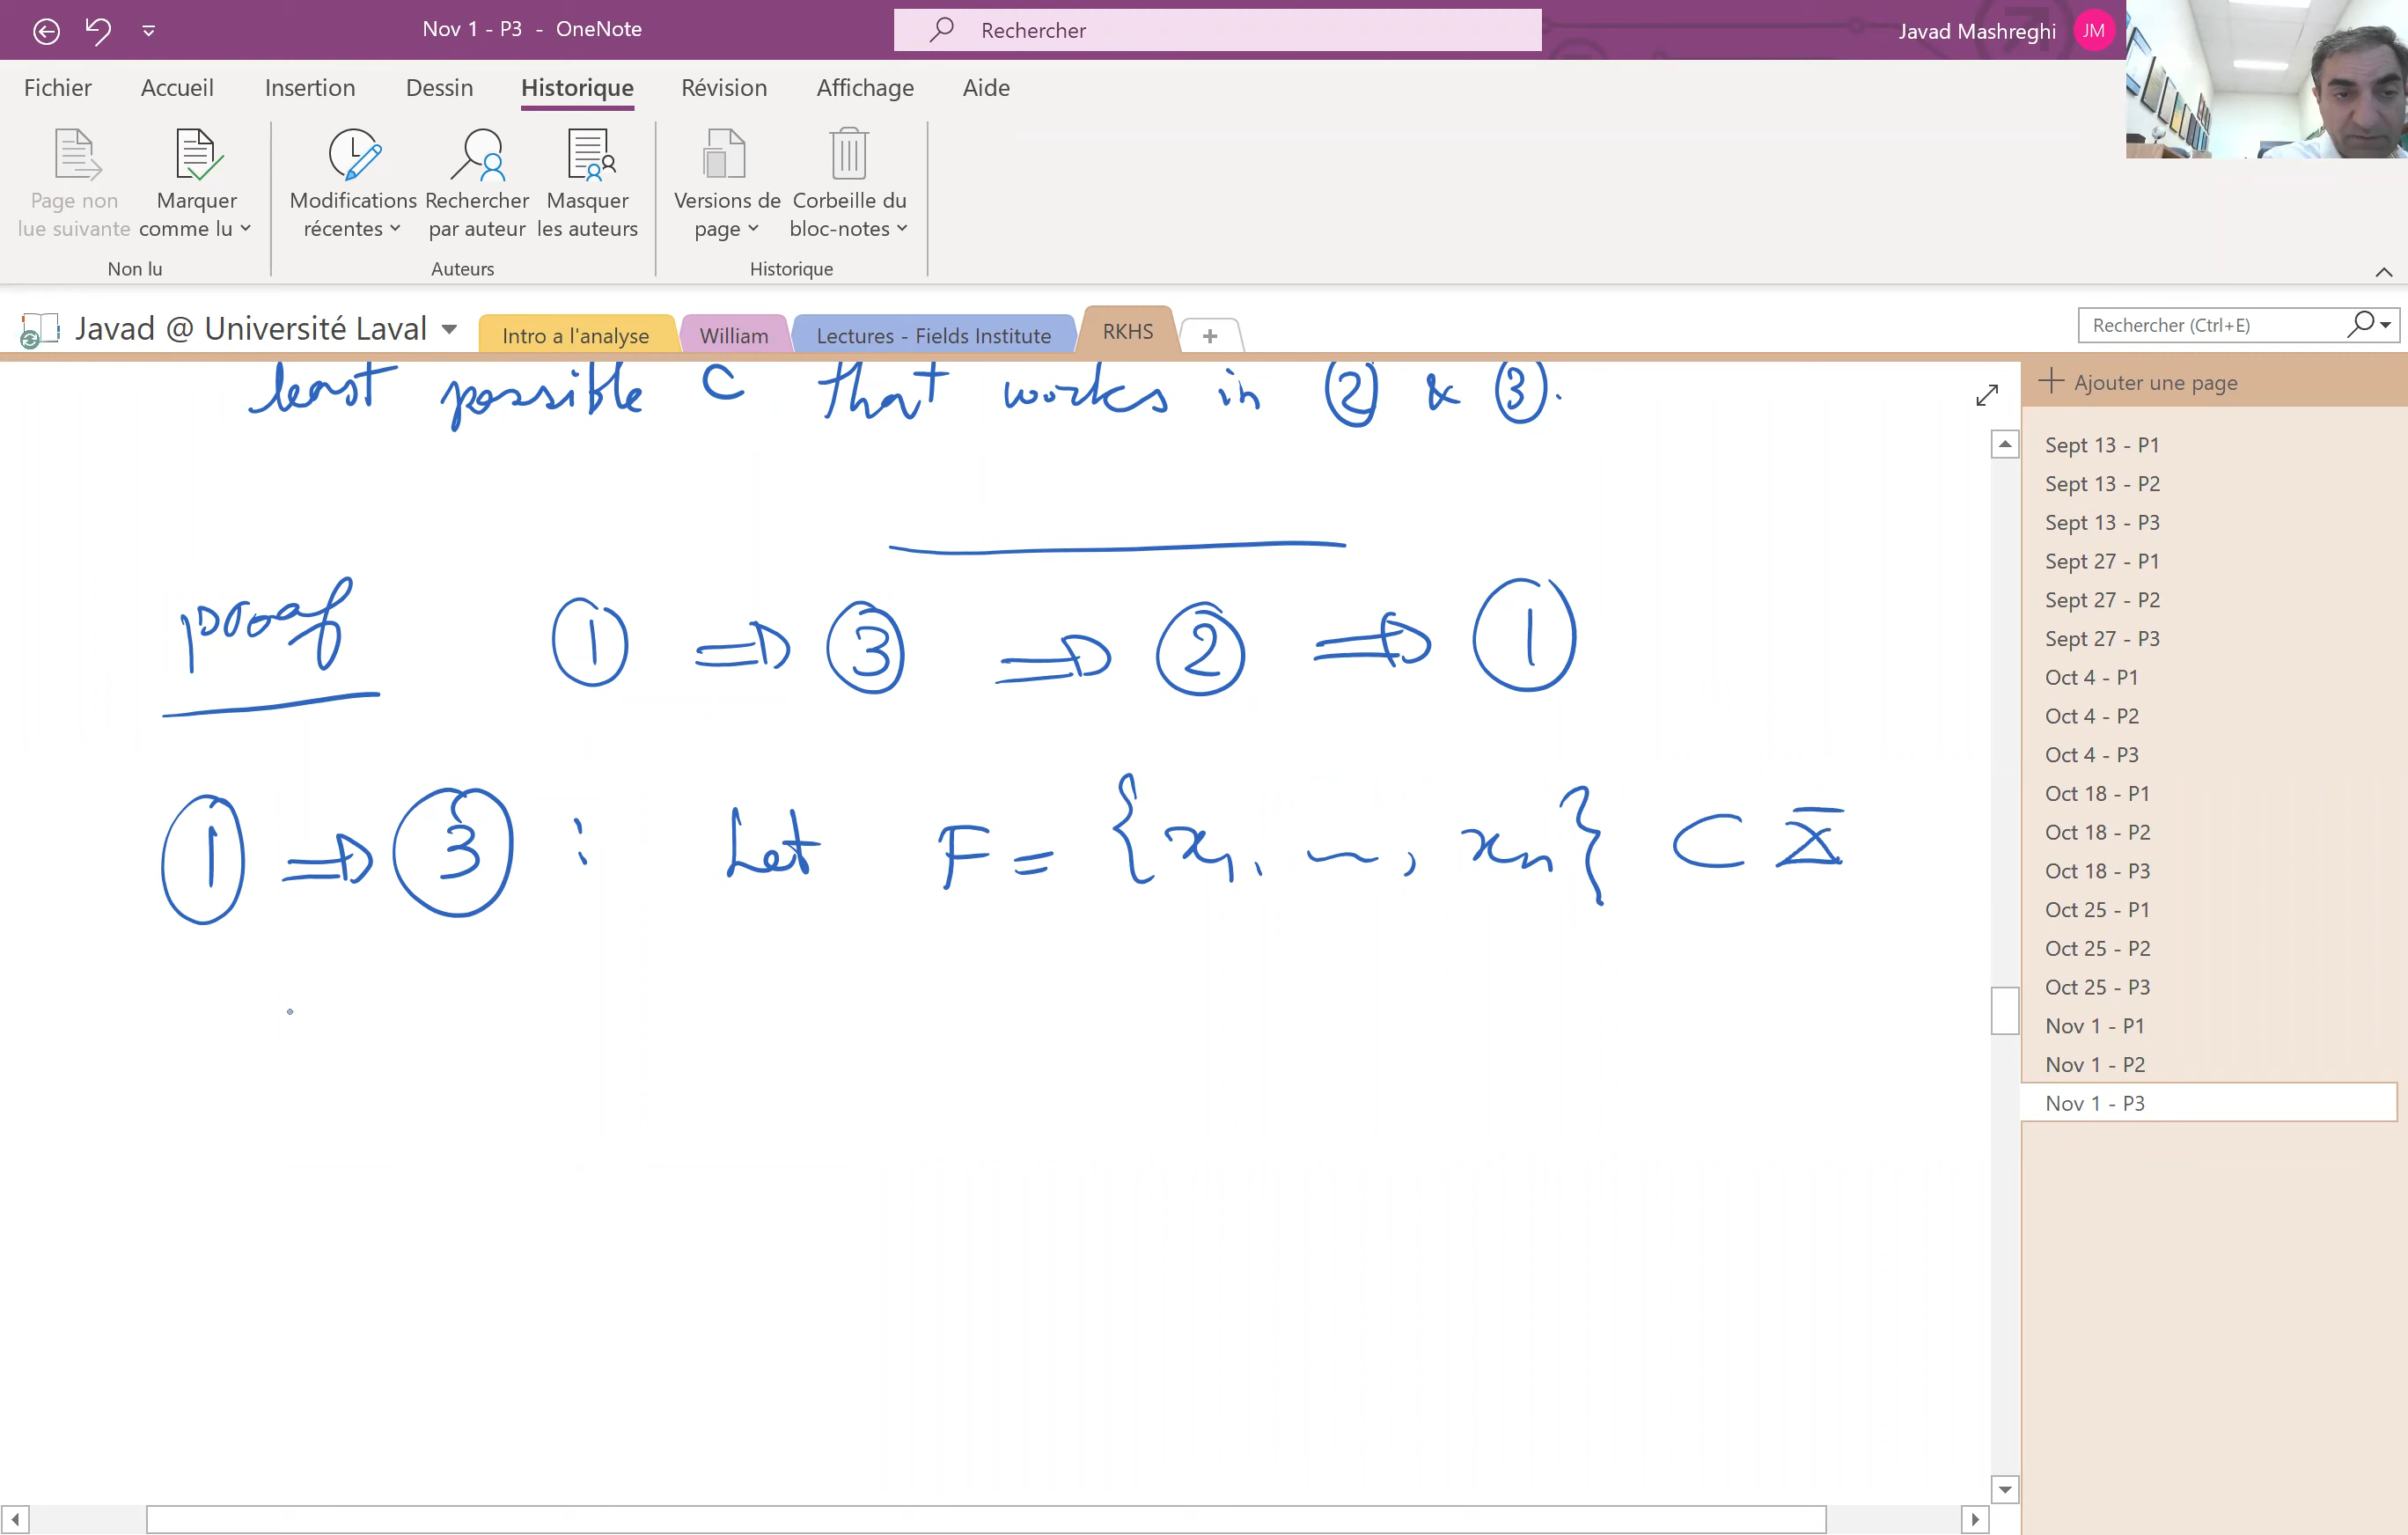 Nov 1 - P3 - OneNote
Rechercher
Javad Mashreghi
JM
Fichier
Accueil
Insertion
Dessin
Historique
Révision
Affichage
Aide
Page non lue suivante
Marquer comme lu
Modifications récentes
Rechercher par auteur
Masquer les auteurs
Versions de page
Corbeille du bloc-notes
Non lu
Auteurs
Historique
Javad @ Université Laval
Intro a l'analyse
William
Lectures - Fields Institute
RKHS
+
Rechercher (Ctrl+E)
least possible C that works in ② & ③.
proof ① ⇒ ③ ⇒ ② ⇒ ①
① ⇒ ③ : Let F = {x1, ~, xn} ⊂ X
Ajouter une page
Sept 13 - P1
Sept 13 - P2
Sept 13 - P3
Sept 27 - P1
Sept 27 - P2
Sept 27 - P3
Oct 4 - P1
Oct 4 - P2
Oct 4 - P3
Oct 18 - P1
Oct 18 - P2
Oct 18 - P3
Oct 25 - P1
Oct 25 - P2
Oct 25 - P3
Nov 1 - P1
Nov 1 - P2
Nov 1 - P3